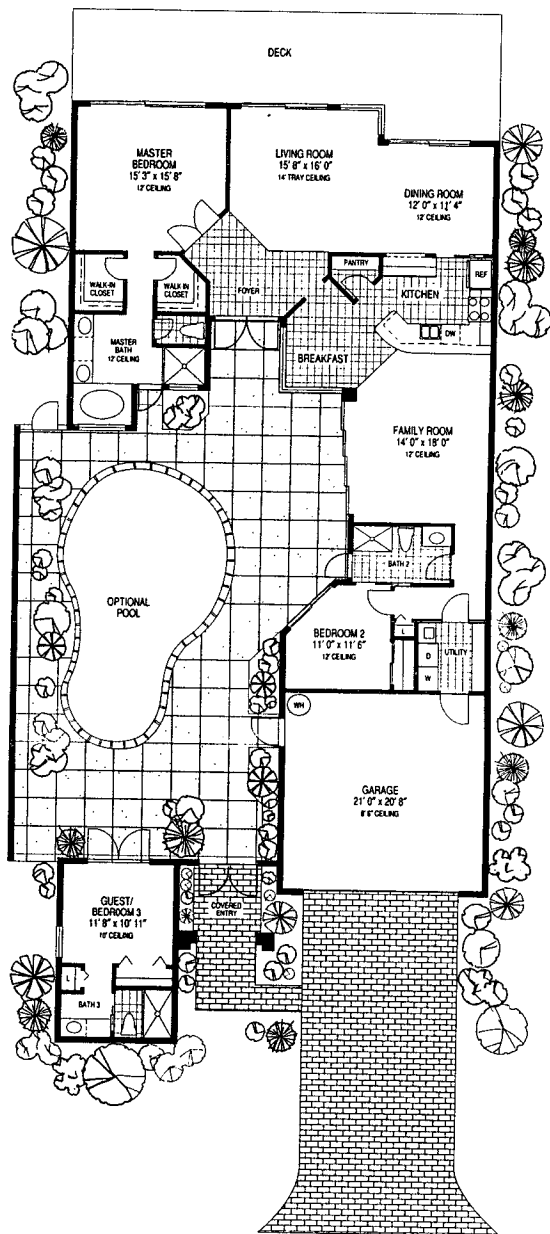 DECK
MASTER
BEDROOM
15' 3" x 15' 8"
12' CEILING
LIVING ROOM
15' 8" x 16' 0"
14' TRAY CEILING
DINING ROOM
12' 0" x 11' 4"
12' CEILING
WALK-IN
CLOSET
WALK-IN
CLOSET
FOYER
PANTRY
KITCHEN
REF
DW
MASTER
BATH
12' CEILING
BREAKFAST
FAMILY ROOM
14' 0" x 18' 0"
12' CEILING
OPTIONAL
POOL
BATH 2
BEDROOM 2
11' 0" x 11' 6"
12' CEILING
L
D
W
UTILITY
WH
GARAGE
21' 0" x 20' 8"
8' 6" CEILING
GUEST/
BEDROOM 3
11' 8" x 10' 11"
10' CEILING
COVERED
ENTRY
L
BATH 3